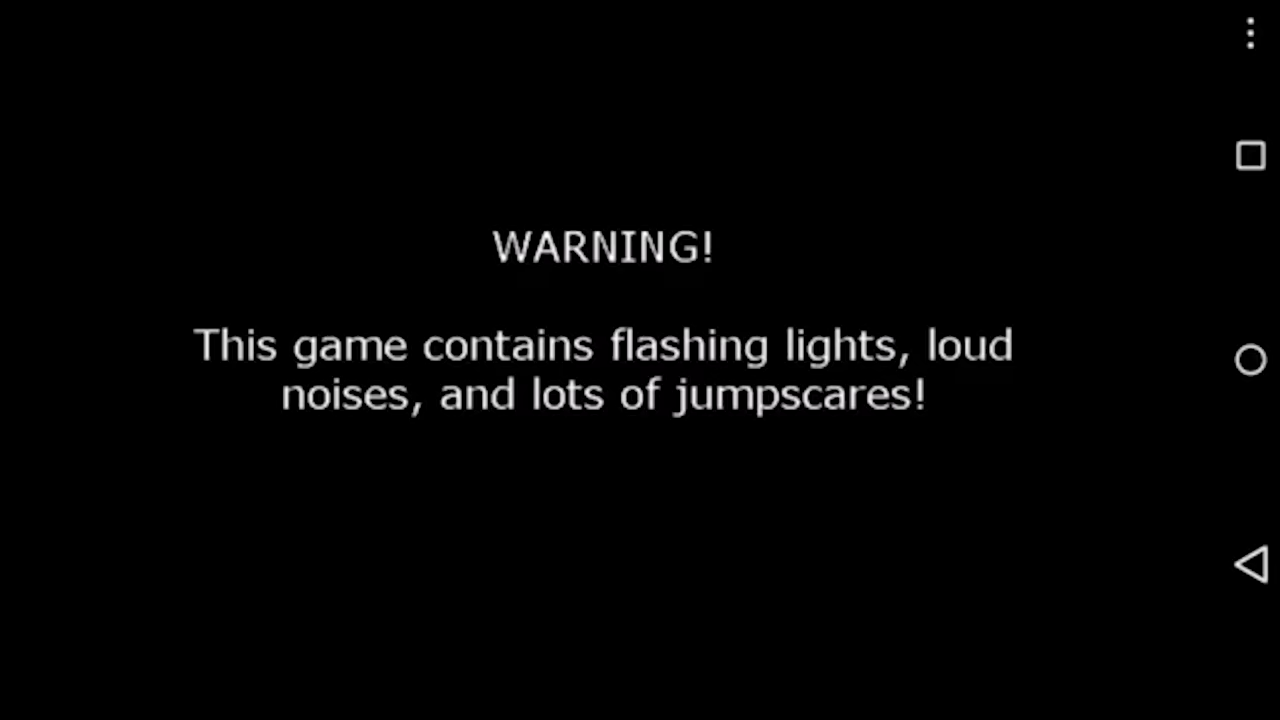 WARNING!
This game contains flashing lights, loud
noises, and lots of jumpscares!